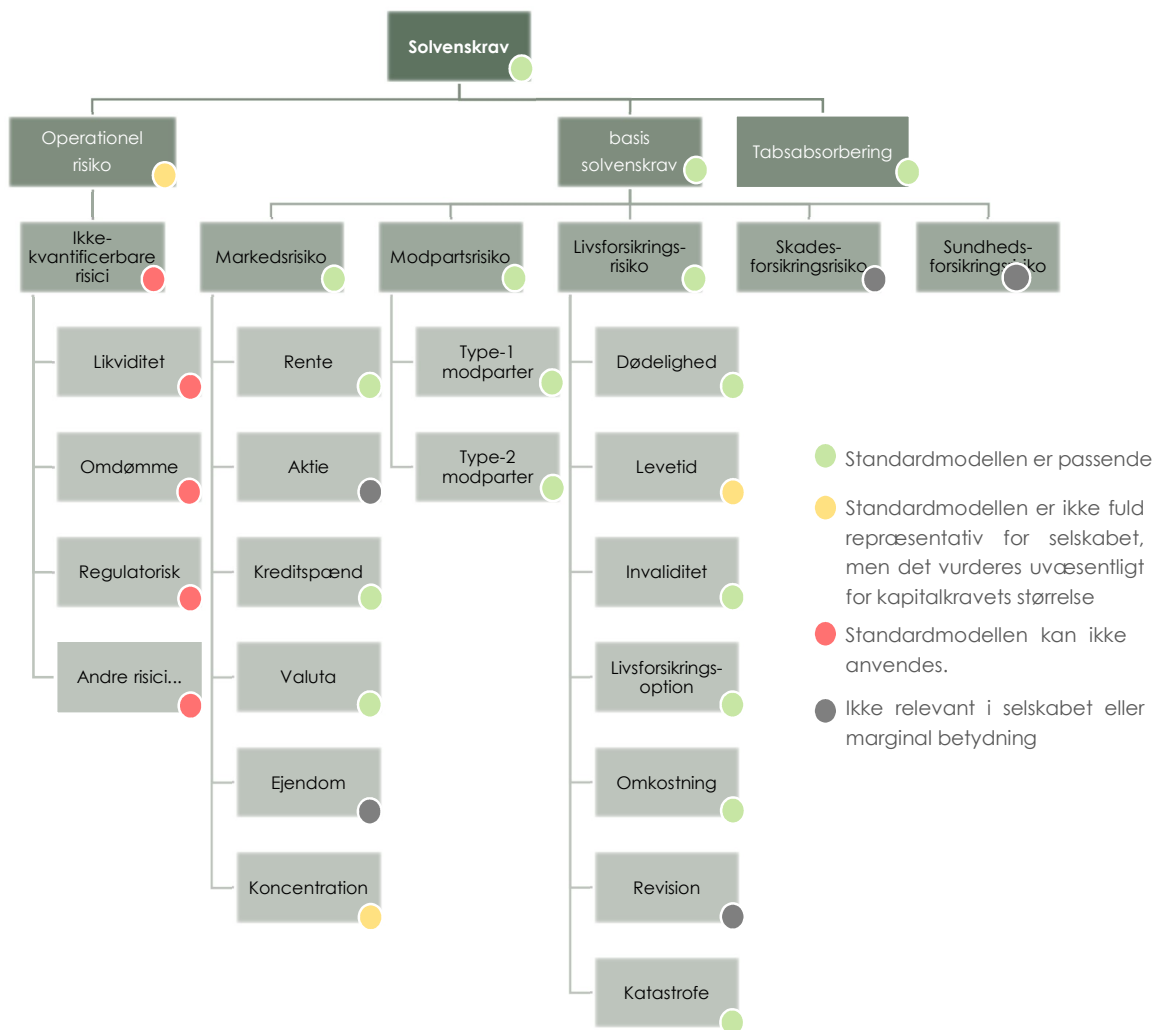 Solvenskrav
Operationel
risiko
basis
solvenskrav
Tabsabsorbering
Ikke-
kvantificerbare
risici
Markedsrisiko
Modpartsrisiko
Livsforsikrings-
risiko
Skades-
forsikringsrisiko
Sundheds-
forsikringsrisiko
Likviditet
Omdømme
Regulatorisk
Andre risici...
Rente
Aktie
Kreditspænd
Valuta
Ejendom
Koncentration
Type-1
modparter
Type-2
modparter
Dødelighed
Levetid
Invaliditet
Livsforsikrings-
option
Omkostning
Revision
Katastrofe
Standardmodellen er passende
Standardmodellen er ikke fuld
repræsentativ for selskabet,
men det vurderes uvæsentligt
for kapitalkravets størrelse
Standardmodellen kan ikke
anvendes.
Ikke relevant i selskabet eller
marginal betydning